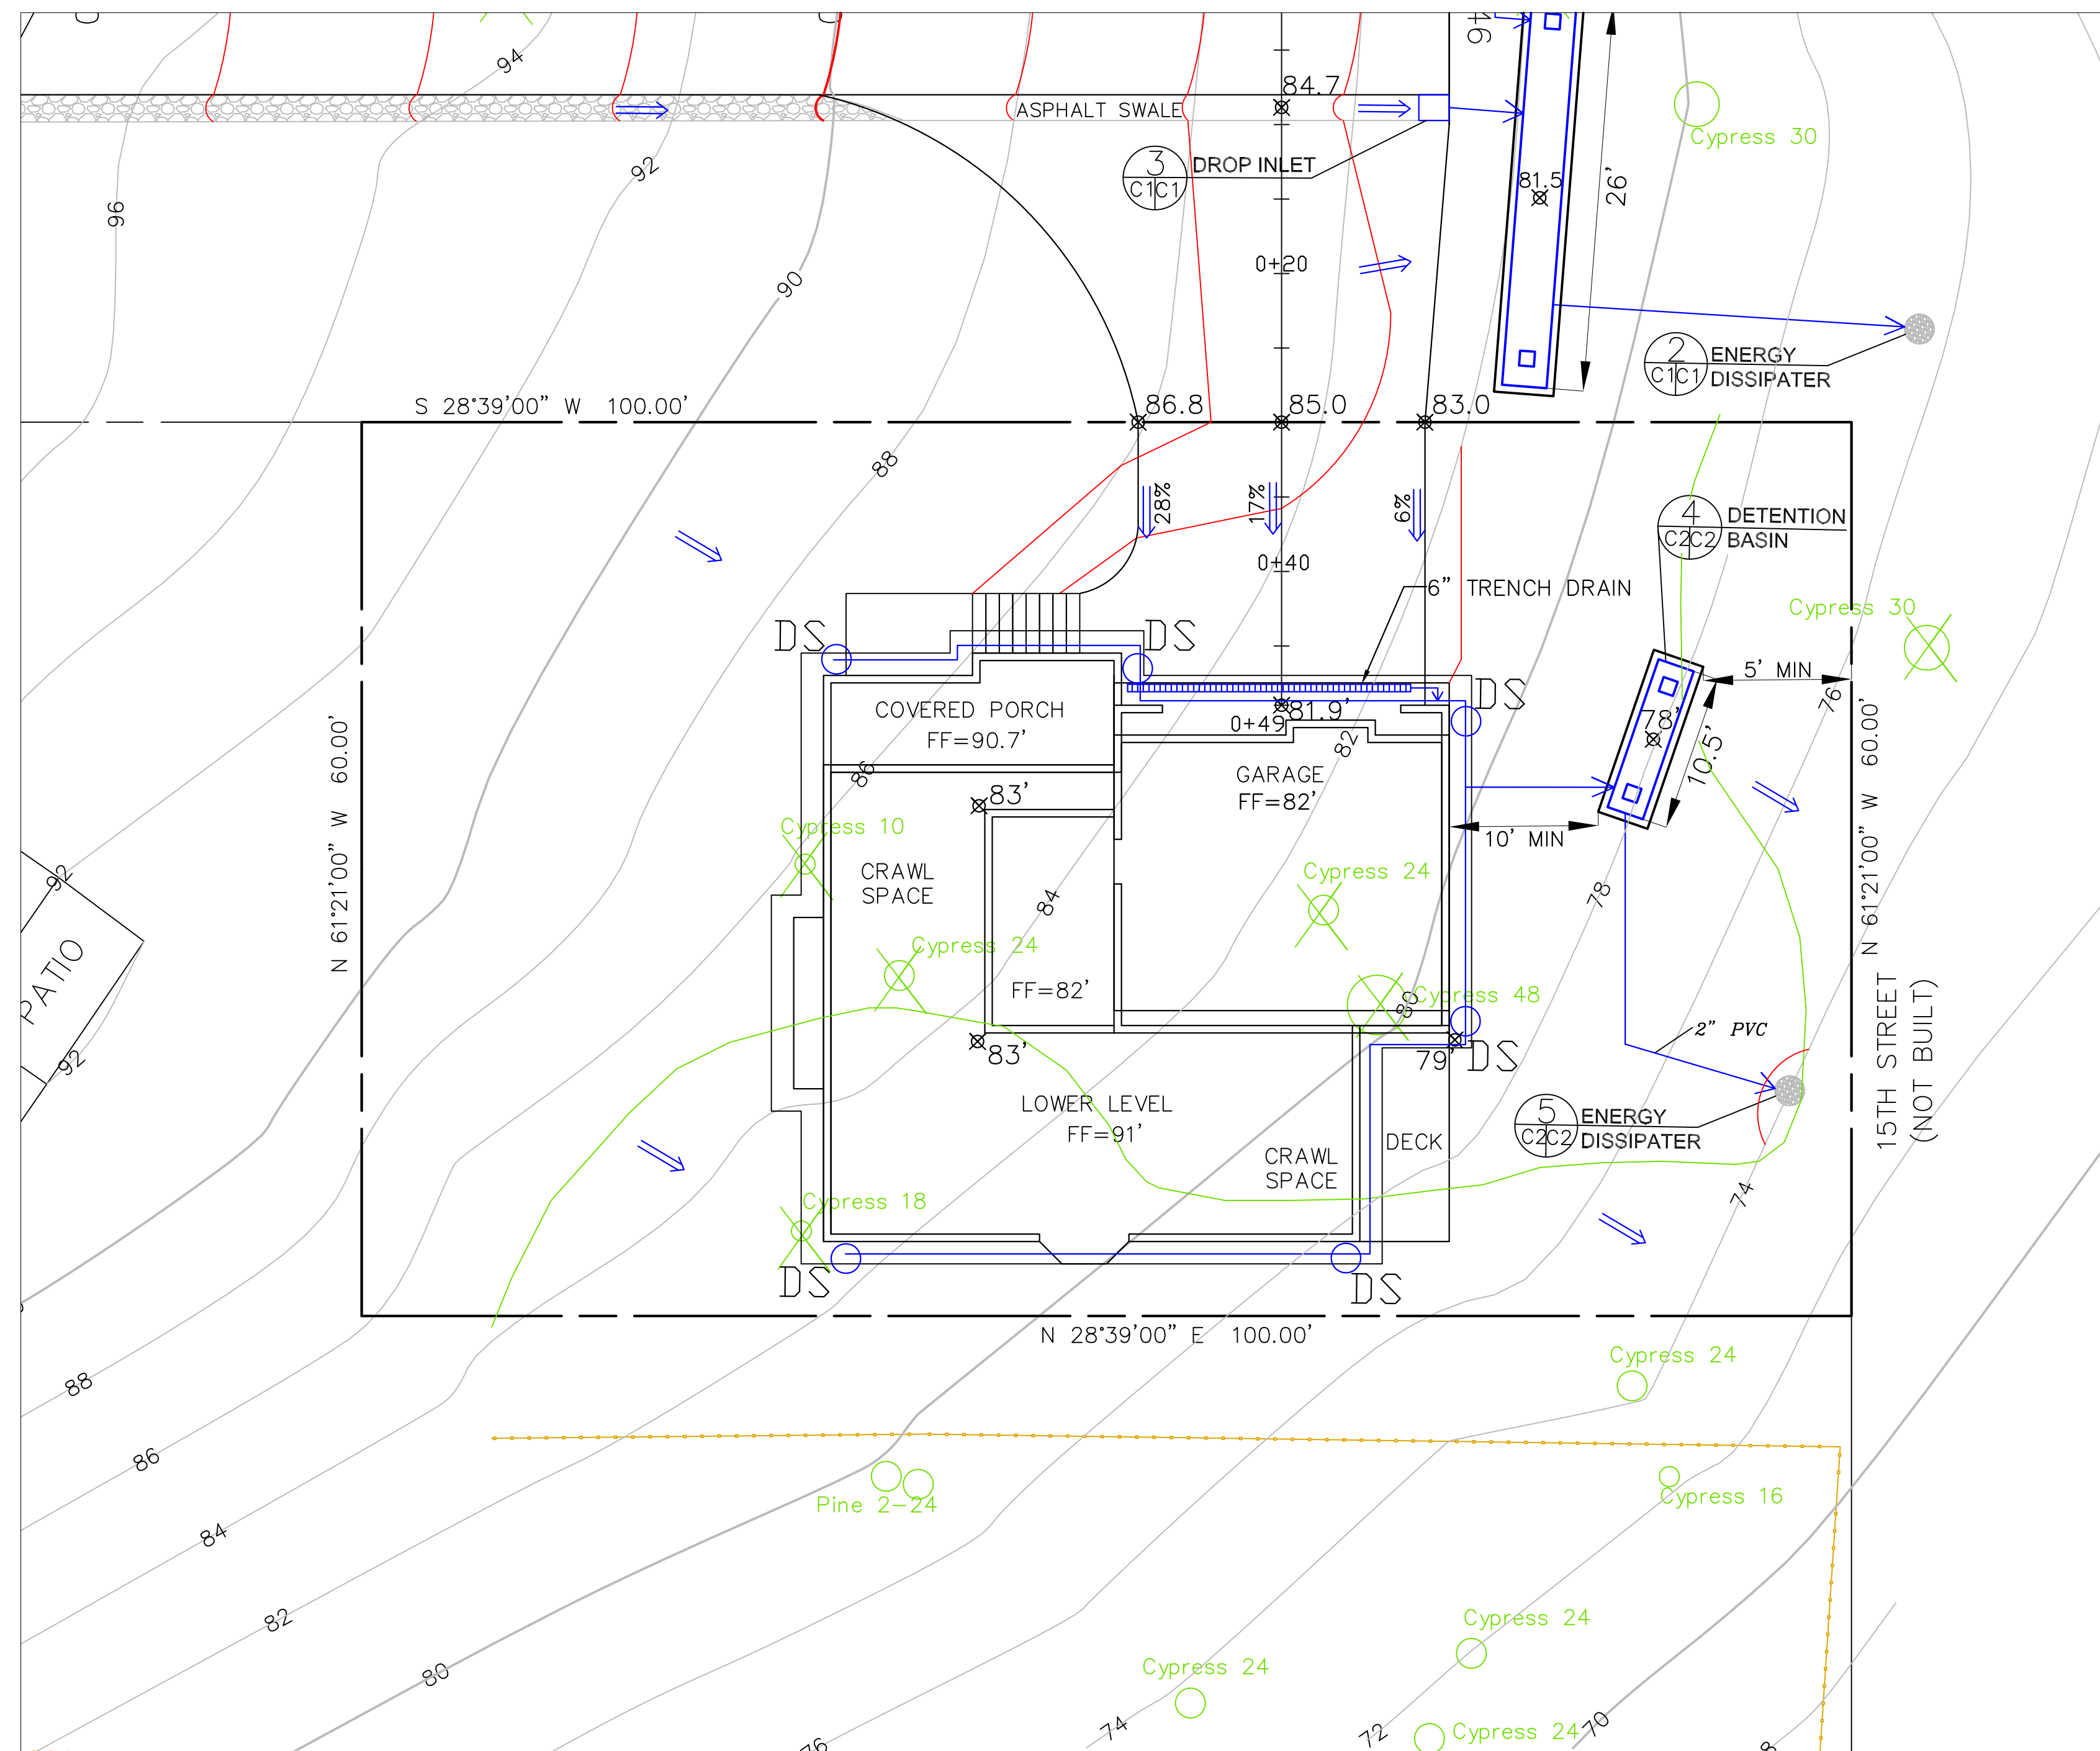 94
84.7
ASPHALT SWALE
Cypress 30
3
DROP INLET
C1 C1
92
96
81.5
26'
0+20
90
2
ENERGY
C1 C1
DISSIPATER
S 28°39'00" W 100.00'
86.8
85.0
83.0
88
28%
17%
6%
4
DETENTION
C2 C2
BASIN
0+40
6" TRENCH DRAIN
Cypress 30
DS
DS
5' MIN
DS
76
COVERED PORCH
FF=90.7'
81.9'
0+49
78'
82
10.5'
N 61°21'00" W 60.00'
N 61°21'00" W 60.00'
86
GARAGE
FF=82'
83'
Cypress 10
10' MIN
CRAWL
SPACE
Cypress 24
84
78
92
PATIO
92
Cypress 24
FF=82'
Cypress 48
80
2" PVC
83'
79'
DS
15TH STREET
(NOT BUILT)
LOWER LEVEL
FF=91'
5
ENERGY
C2 C2
DISSIPATER
DECK
CRAWL
SPACE
74
Cypress 18
DS
DS
N 28°39'00" E 100.00'
Cypress 24
88
86
Pine 2-24
Cypress 16
84
82
Cypress 24
80
Cypress 24
74
72
Cypress 24
70
76